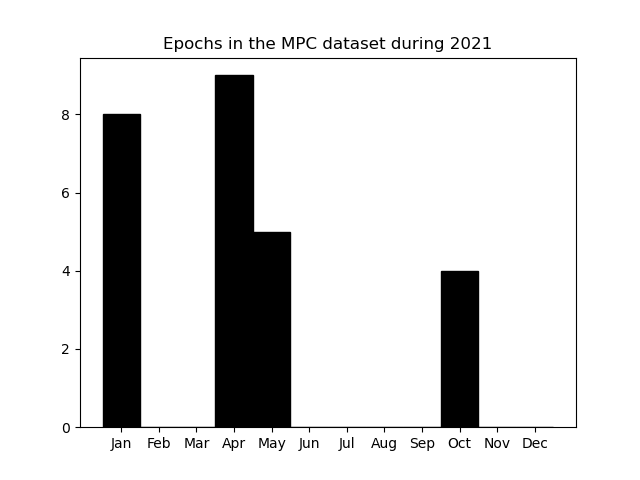 Epochs in the MPC dataset during 2021
8
6
4
2
0
Jan Feb Mar Apr May Jun Jul Aug Sep Oct Nov Dec